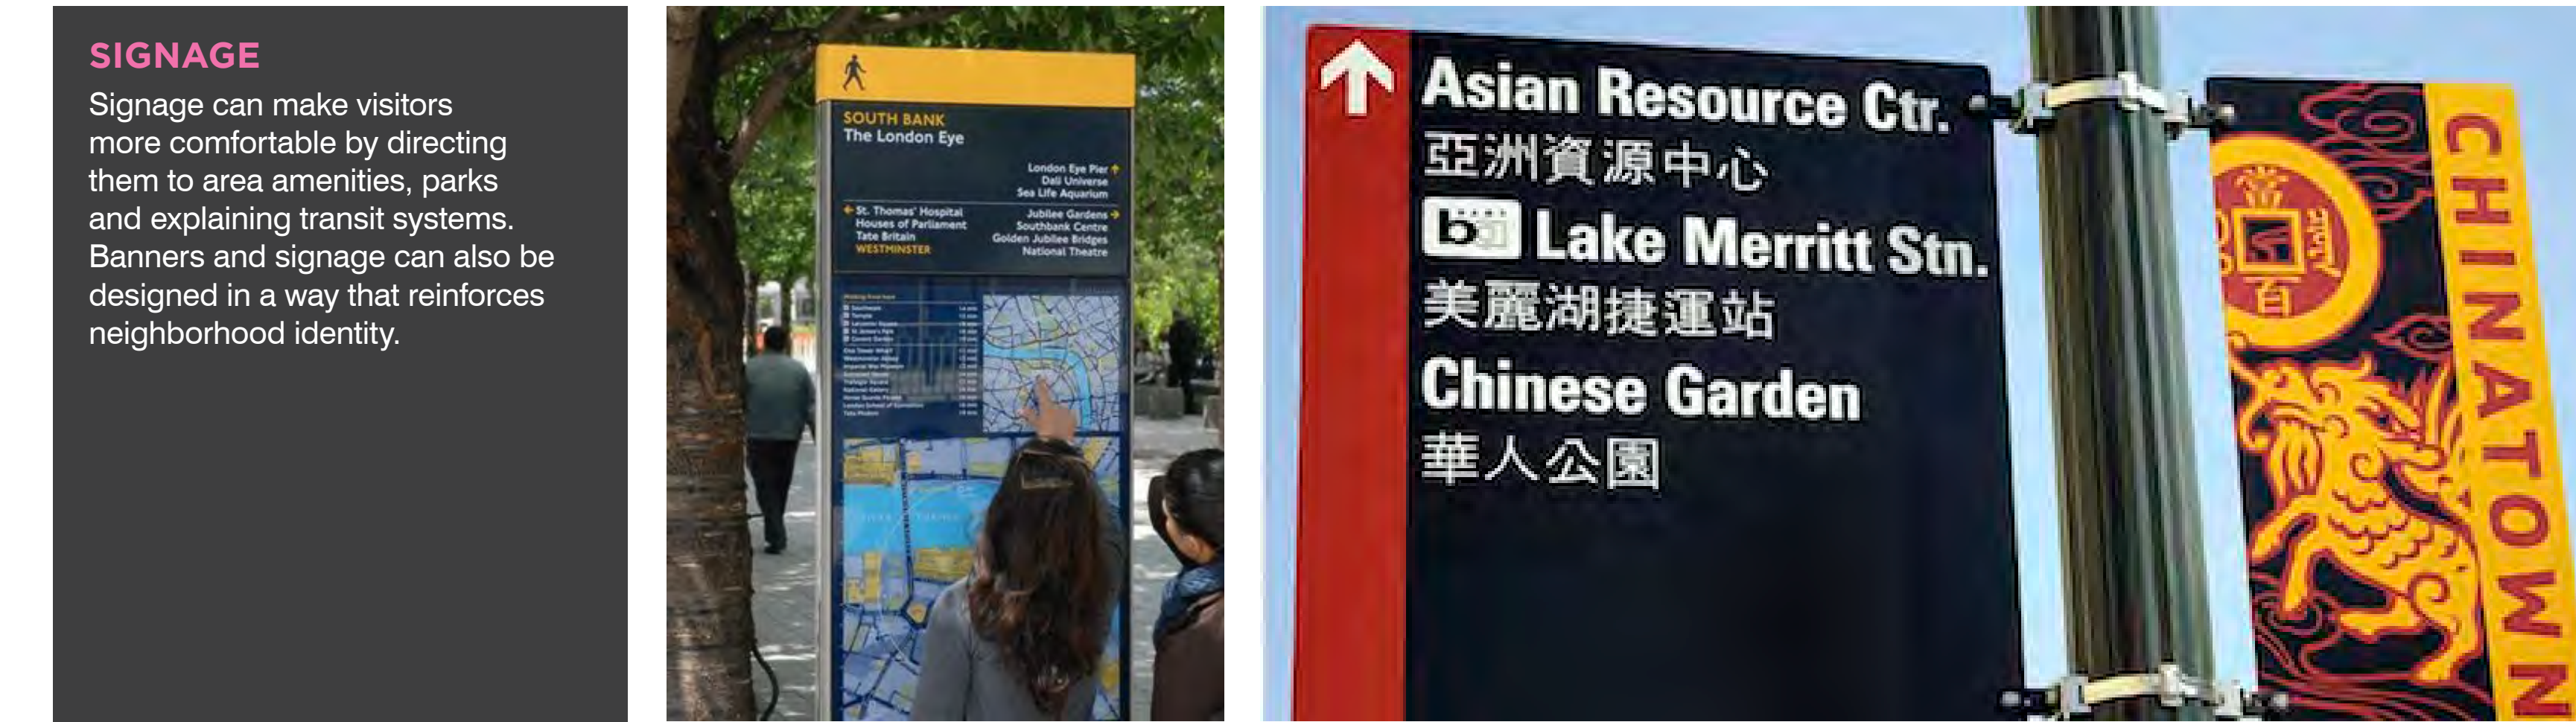 SIGNAGE
Signage can make visitors
more comfortable by directing
them to area amenities, parks
and explaining transit systems.
Banners and signage can also be
designed in a way that reinforces
neighborhood identity.
SOUTH BANK
The London Eye
London Eye Pier ↑
Dali Universe
Sea Life Aquarium
← St. Thomas' Hospital
Houses of Parliament
Tate Britain
WESTMINSTER
Jubilee Gardens →
Southbank Centre
Golden Jubilee Bridges
National Theatre
Asian Resource Ctr.
亞洲資源中心
Lake Merritt Stn.
美麗湖捷運站
Chinese Garden
華人公園
百
CHINATOWN